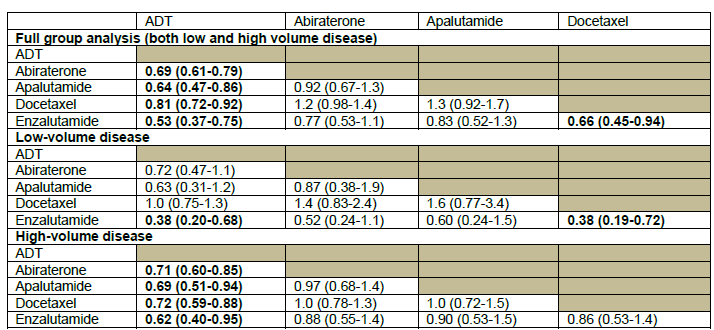 ADT Abiraterone Apalutamide Docetaxel
Full group analysis (both low and high volume disease)
ADT
Abiraterone 0.69 (0.61-0.79)
Apalutamide 0.64 (0.47-0.86) 0.92 (0.67-1.3)
Docetaxel 0.81 (0.72-0.92) 1.2 (0.98-1.4) 1.3 (0.92-1.7)
Enzalutamide 0.53 (0.37-0.75) 0.77 (0.53-1.1) 0.83 (0.52-1.3) 0.66 (0.45-0.94)
Low-volume disease
ADT
Abiraterone 0.72 (0.47-1.1)
Apalutamide 0.63 (0.31-1.2) 0.87 (0.38-1.9)
Docetaxel 1.0 (0.75-1.3) 1.4 (0.83-2.4) 1.6 (0.77-3.4)
Enzalutamide 0.38 (0.20-0.68) 0.52 (0.24-1.1) 0.60 (0.24-1.5) 0.38 (0.19-0.72)
High-volume disease
ADT
Abiraterone 0.71 (0.60-0.85)
Apalutamide 0.69 (0.51-0.94) 0.97 (0.68-1.4)
Docetaxel 0.72 (0.59-0.88) 1.0 (0.78-1.3) 1.0 (0.72-1.5)
Enzalutamide 0.62 (0.40-0.95) 0.88 (0.55-1.4) 0.90 (0.53-1.5) 0.86 (0.53-1.4)